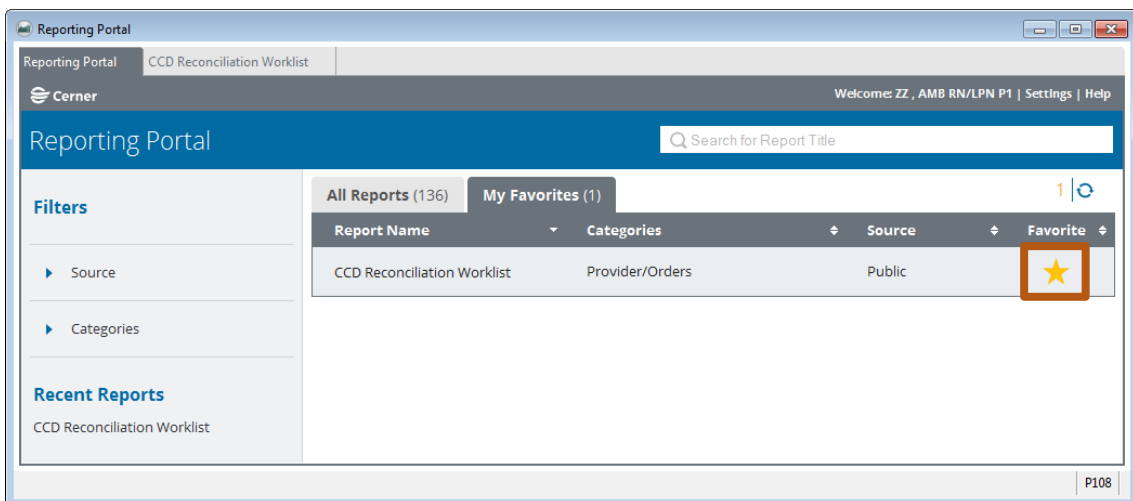 Reporting Portal
Reporting Portal CCD Reconciliation Worklist
Cerner Welcome: ZZ , AMB RN/LPN P1 | Settings | Help
Reporting Portal Search for Report Title
Filters All Reports (136) My Favorites (1) 1
Report Name Categories Source Favorite
Source CCD Reconciliation Worklist Provider/Orders Public
Categories
Recent Reports
CCD Reconciliation Worklist
P108